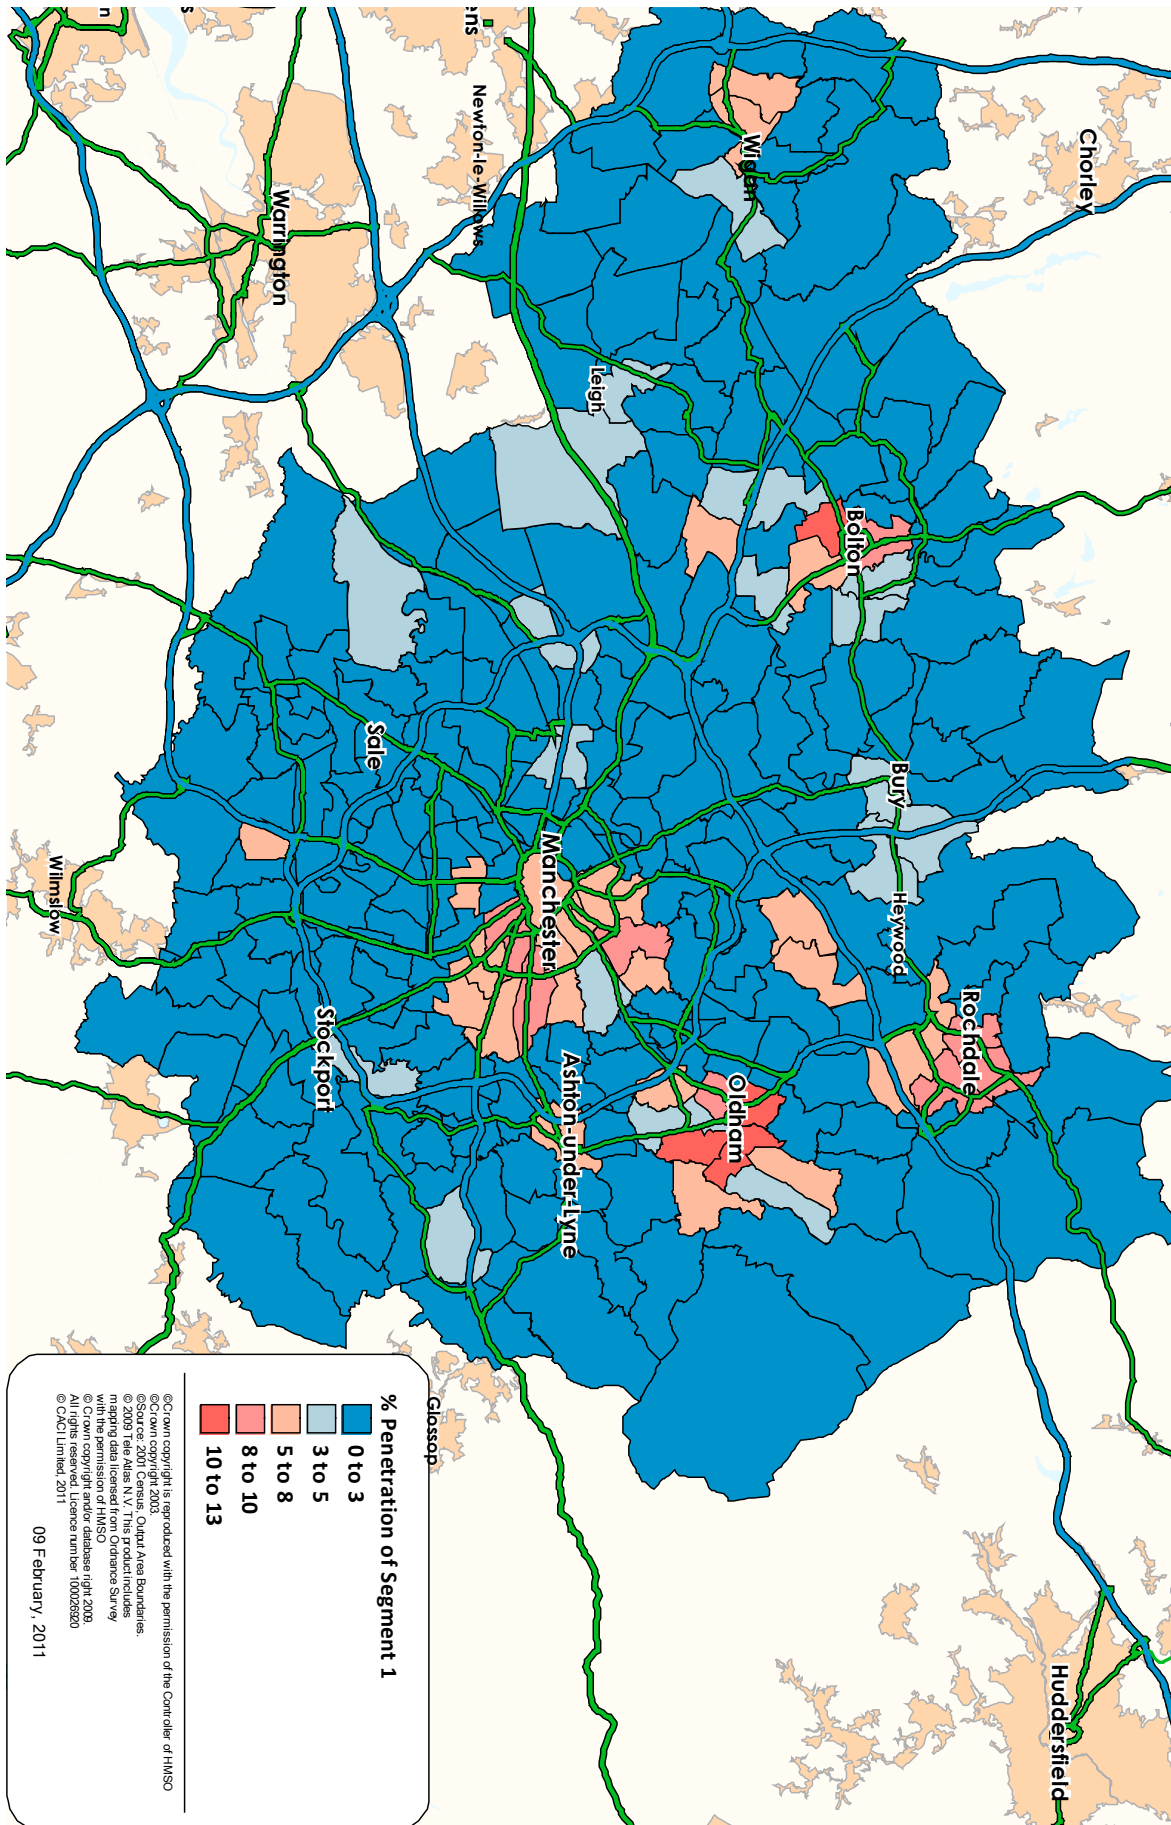 Chorley
Wigan
Newton-le-Willows
ens
n
s
Warrington
Leigh
Bolton
Bury
Heywood
Rochdale
Sale
Manchester
Oldham
Ashton-under-Lyne
Stockport
Wilmslow
Glossop
Huddersfield
% Penetration of Segment 1
0 to 3
3 to 5
5 to 8
8 to 10
10 to 13
©Crown copyright is reproduced with the permission of the Controller of HMSO
©Crown copyright 2003.
©Source: 2001 Census, Output Area Boundaries.
© 2009 Tele Atlas N.V. This product includes
mapping data licensed from Ordnance Survey
with the permission of HMSO
© Crown copyright and/or database right 2009.
All rights reserved. Licence number 100026920
© CACI Limited, 2011
09 February, 2011